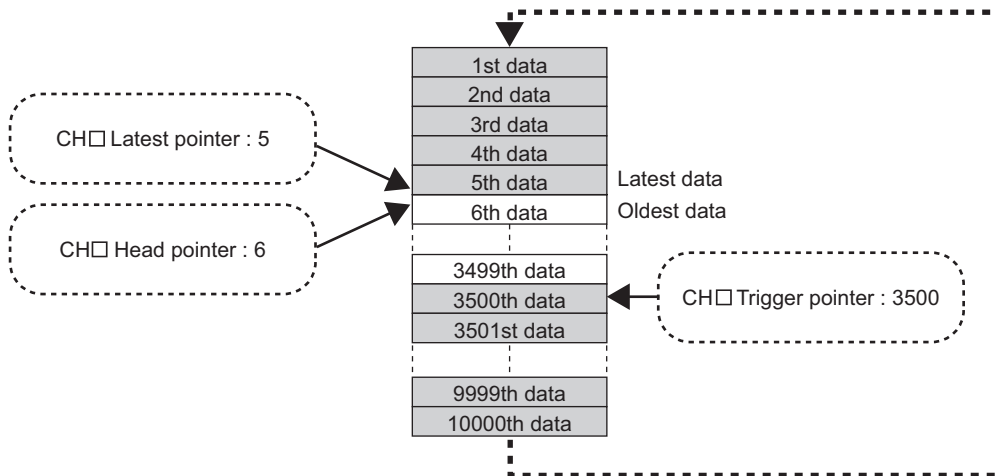 1st data
2nd data
3rd data
CH□ Latest pointer : 5
4th data
5th data
Latest data
6th data
Oldest data
CH□ Head pointer : 6
3499th data
3500th data
CH□ Trigger pointer : 3500
3501st data
9999th data
10000th data